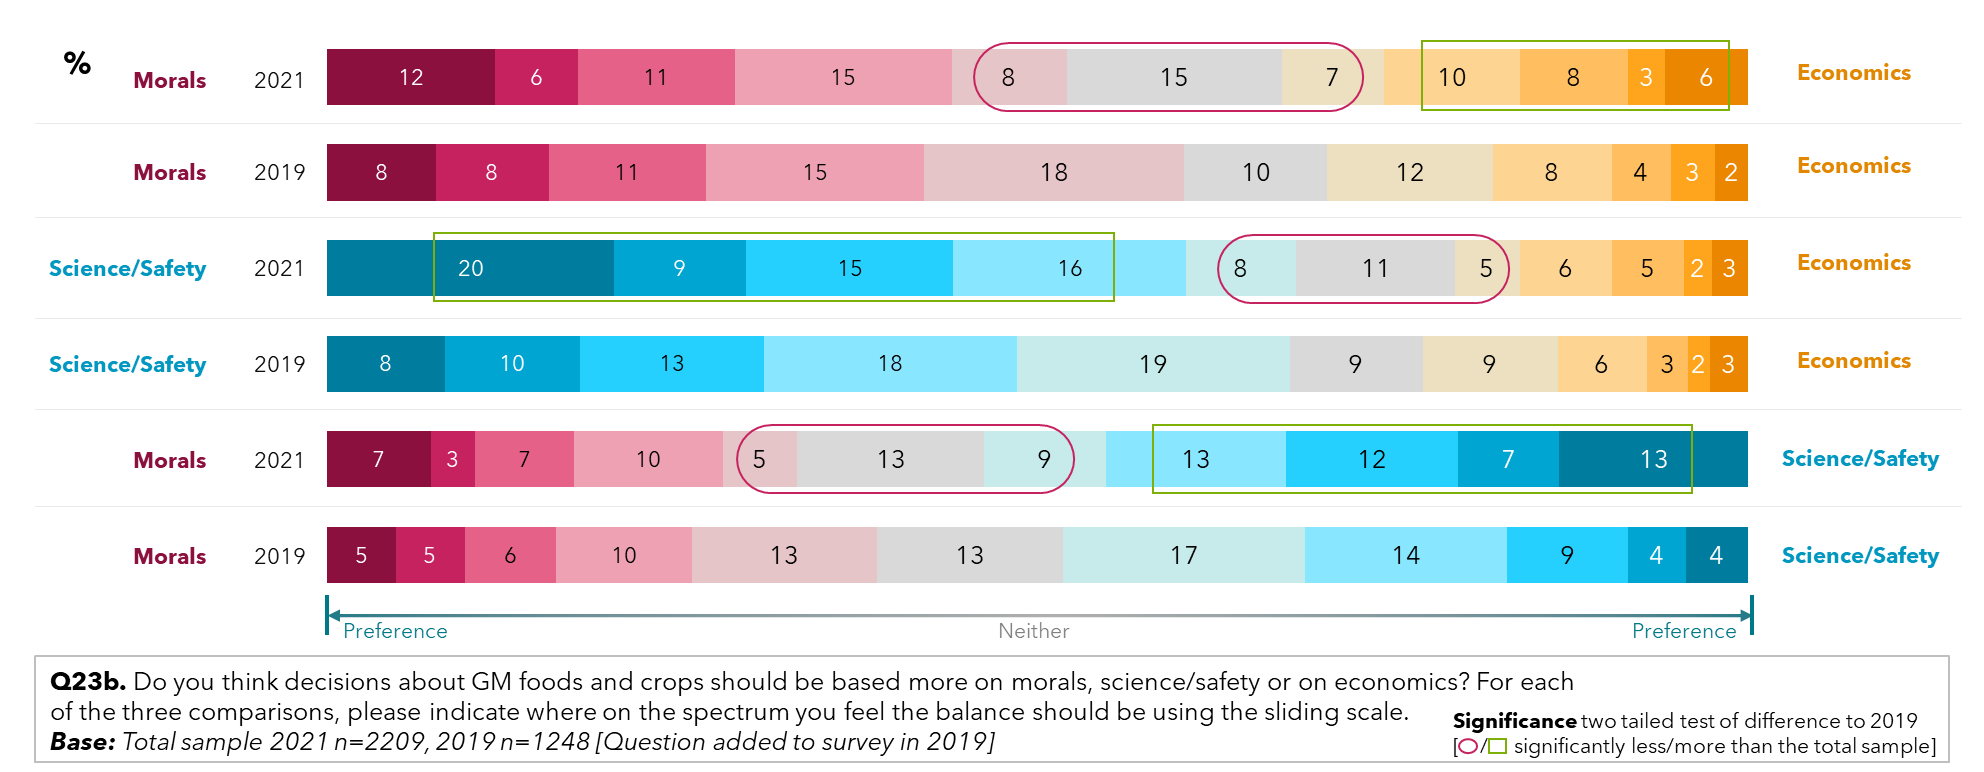 %
Morals 2021 12 6 11 15 8 15 7 10 8 3 6 Economics
Morals 2019 8 8 11 15 18 10 12 8 4 3 2 Economics
Science/Safety 2021 20 9 15 16 8 11 5 6 5 2 3 Economics
Science/Safety 2019 8 10 13 18 19 9 9 6 3 2 3 Economics
Morals 2021 7 3 7 10 5 13 9 13 12 7 13 Science/Safety
Morals 2019 5 5 6 10 13 13 17 14 9 4 4 Science/Safety
Preference Neither Preference
Q23b. Do you think decisions about GM foods and crops should be based more on morals, science/safety or on economics? For each
of the three comparisons, please indicate where on the spectrum you feel the balance should be using the sliding scale.
Base: Total sample 2021 n=2209, 2019 n=1248 [Question added to survey in 2019]
Significance two tailed test of difference to 2019
[/ significantly less/more than the total sample]